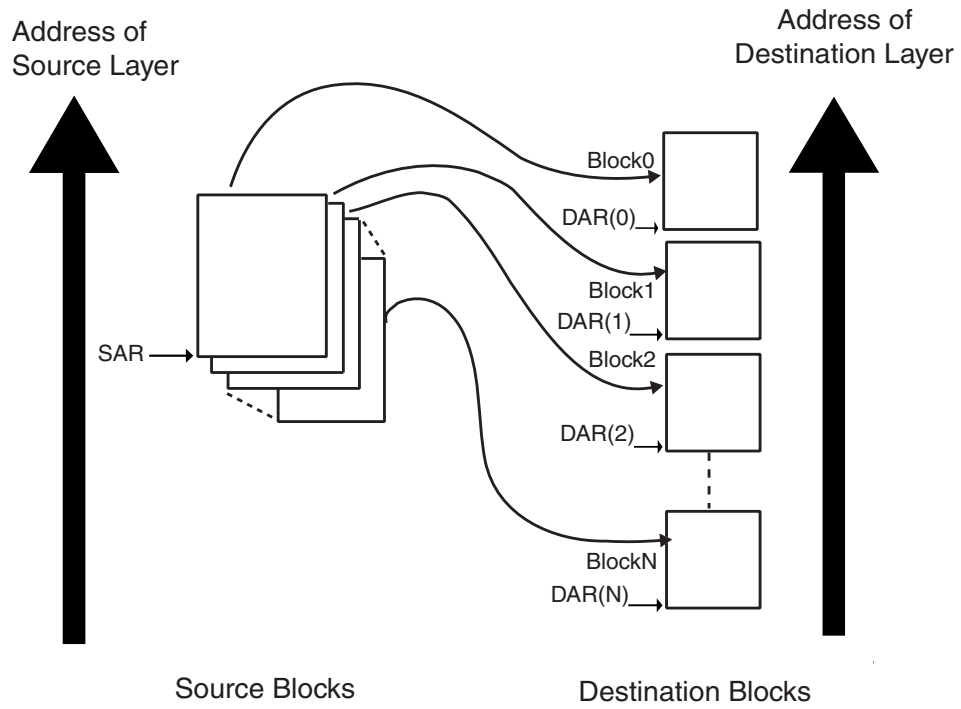 Address of
Source Layer
Address of
Destination Layer
Block0
DAR(0)
Block1
DAR(1)
SAR
Block2
DAR(2)
BlockN
DAR(N)
Source Blocks
Destination Blocks